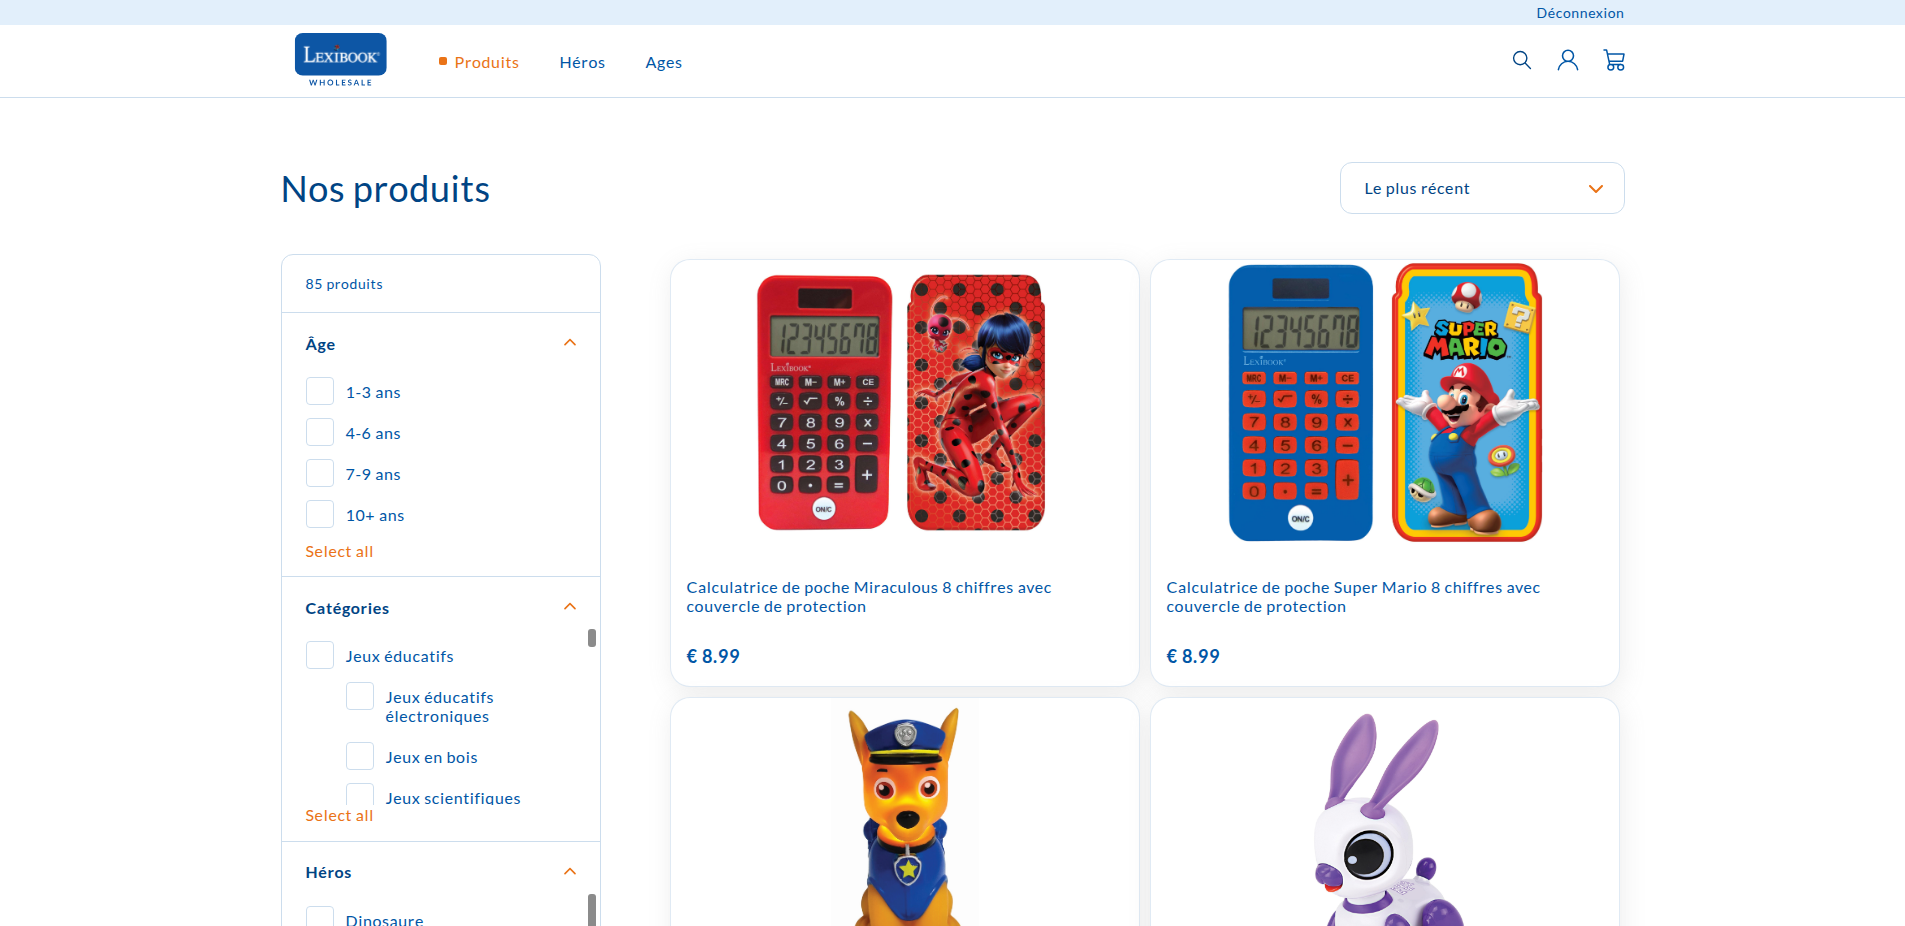 Déconnexion
LEXIBOOK
WHOLESALE
Produits
Héros
Ages
Nos produits
Le plus récent
85 produits
Âge
1-3 ans
4-6 ans
7-9 ans
10+ ans
Select all
Catégories
Jeux éducatifs
Jeux éducatifs
électroniques
Jeux en bois
Jeux scientifiques
Select all
Héros
Dinosaure
12345678
LEXIBOOK
MRC M− M+ CE
+/− √ % ÷
7 8 9 x
4 5 6 −
1 2 3 +
0 . =
ON/C
Calculatrice de poche Miraculous 8 chiffres avec
couvercle de protection
€ 8.99
12345678
LEXIBOOK
MRC M− M+ CE
+/− √ % ÷
7 8 9 x
4 5 6 −
1 2 3 +
0 . =
ON/C
SUPER
MARIO
Calculatrice de poche Super Mario 8 chiffres avec
couvercle de protection
€ 8.99